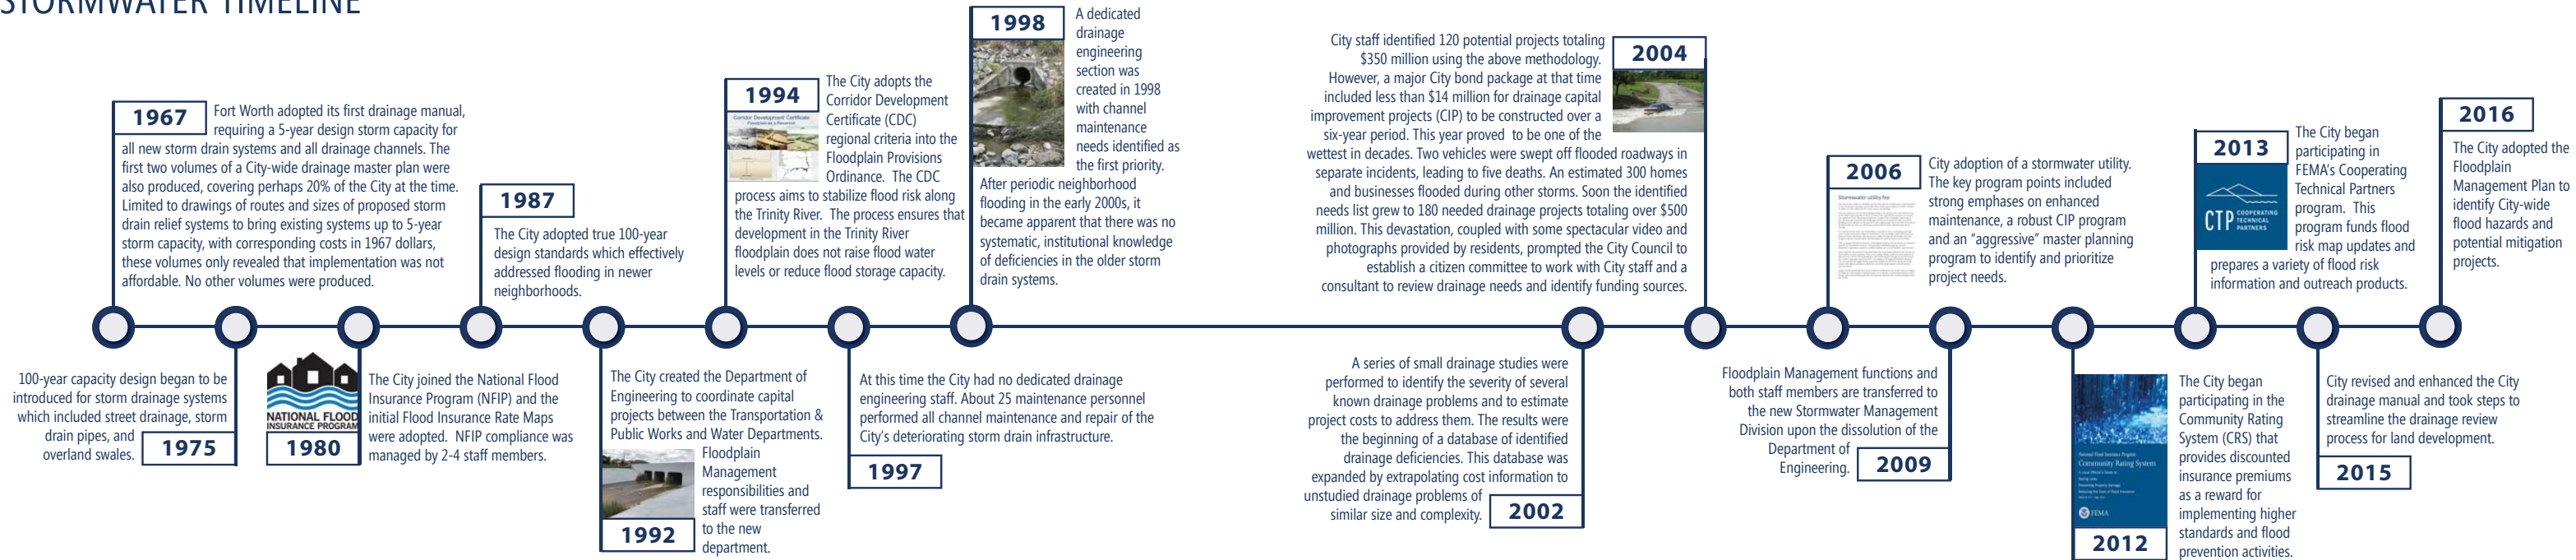 STORMWATER TIMELINE
1967
Fort Worth adopted its first drainage manual,
requiring a 5-year design storm capacity for
all new storm drain systems and all drainage channels. The
first two volumes of a City-wide drainage master plan were
also produced, covering perhaps 20% of the City at the time.
Limited to drawings of routes and sizes of proposed storm
drain relief systems to bring existing systems up to 5-year
storm capacity, with corresponding costs in 1967 dollars,
these volumes only revealed that implementation was not
affordable. No other volumes were produced.
100-year capacity design began to be
introduced for storm drainage systems
which included street drainage, storm
drain pipes, and
overland swales.
1975
NATIONAL FLOOD
INSURANCE PROGRAM
1980
The City joined the National Flood
Insurance Program (NFIP) and the
initial Flood Insurance Rate Maps
were adopted. NFIP compliance was
managed by 2-4 staff members.
1987
The City adopted true 100-year
design standards which effectively
addressed flooding in newer
neighborhoods.
The City created the Department of
Engineering to coordinate capital
projects between the Transportation &
Public Works and Water Departments.
Floodplain
Management
responsibilities and
staff were transferred
to the new
department.
1992
1994
Corridor Development Certificate
The City adopts the
Corridor Development
Certificate (CDC)
regional criteria into the
Floodplain Provisions
Ordinance. The CDC
process aims to stabilize flood risk along
the Trinity River. The process ensures that
development in the Trinity River
floodplain does not raise flood water
levels or reduce flood storage capacity.
At this time the City had no dedicated drainage
engineering staff. About 25 maintenance personnel
performed all channel maintenance and repair of the
City's deteriorating storm drain infrastructure.
1997
1998
A dedicated
drainage
engineering
section was
created in 1998
with channel
maintenance
needs identified as
the first priority.
After periodic neighborhood
flooding in the early 2000s, it
became apparent that there was no
systematic, institutional knowledge
of deficiencies in the older storm
drain systems.
A series of small drainage studies were
performed to identify the severity of several
known drainage problems and to estimate
project costs to address them. The results were
the beginning of a database of identified
drainage deficiencies. This database was
expanded by extrapolating cost information to
unstudied drainage problems of
similar size and complexity.
2002
2004
City staff identified 120 potential projects totaling
$350 million using the above methodology.
However, a major City bond package at that time
included less than $14 million for drainage capital
improvement projects (CIP) to be constructed over a
six-year period. This year proved to be one of the
wettest in decades. Two vehicles were swept off flooded roadways in
separate incidents, leading to five deaths. An estimated 300 homes
and businesses flooded during other storms. Soon the identified
needs list grew to 180 needed drainage projects totaling over $500
million. This devastation, coupled with some spectacular video and
photographs provided by residents, prompted the City Council to
establish a citizen committee to work with City staff and a
consultant to review drainage needs and identify funding sources.
2006
Stormwater utility fee
City adoption of a stormwater utility.
The key program points included
strong emphases on enhanced
maintenance, a robust CIP program
and an "aggressive" master planning
program to identify and prioritize
project needs.
Floodplain Management functions and
both staff members are transferred to
the new Stormwater Management
Division upon the dissolution of the
Department of
Engineering.
2009
National Flood Insurance Program
Community Rating System
FEMA
2012
The City began
participating in the
Community Rating
System (CRS) that
provides discounted
insurance premiums
as a reward for
implementing higher
standards and flood
prevention activities.
2013
CTP COOPERATING
TECHNICAL
PARTNERS
The City began
participating in
FEMA's Cooperating
Technical Partners
program. This
program funds flood
risk map updates and
prepares a variety of flood risk
information and outreach products.
City revised and enhanced the City
drainage manual and took steps to
streamline the drainage review
process for land development.
2015
2016
The City adopted the
Floodplain
Management Plan to
identify City-wide
flood hazards and
potential mitigation
projects.